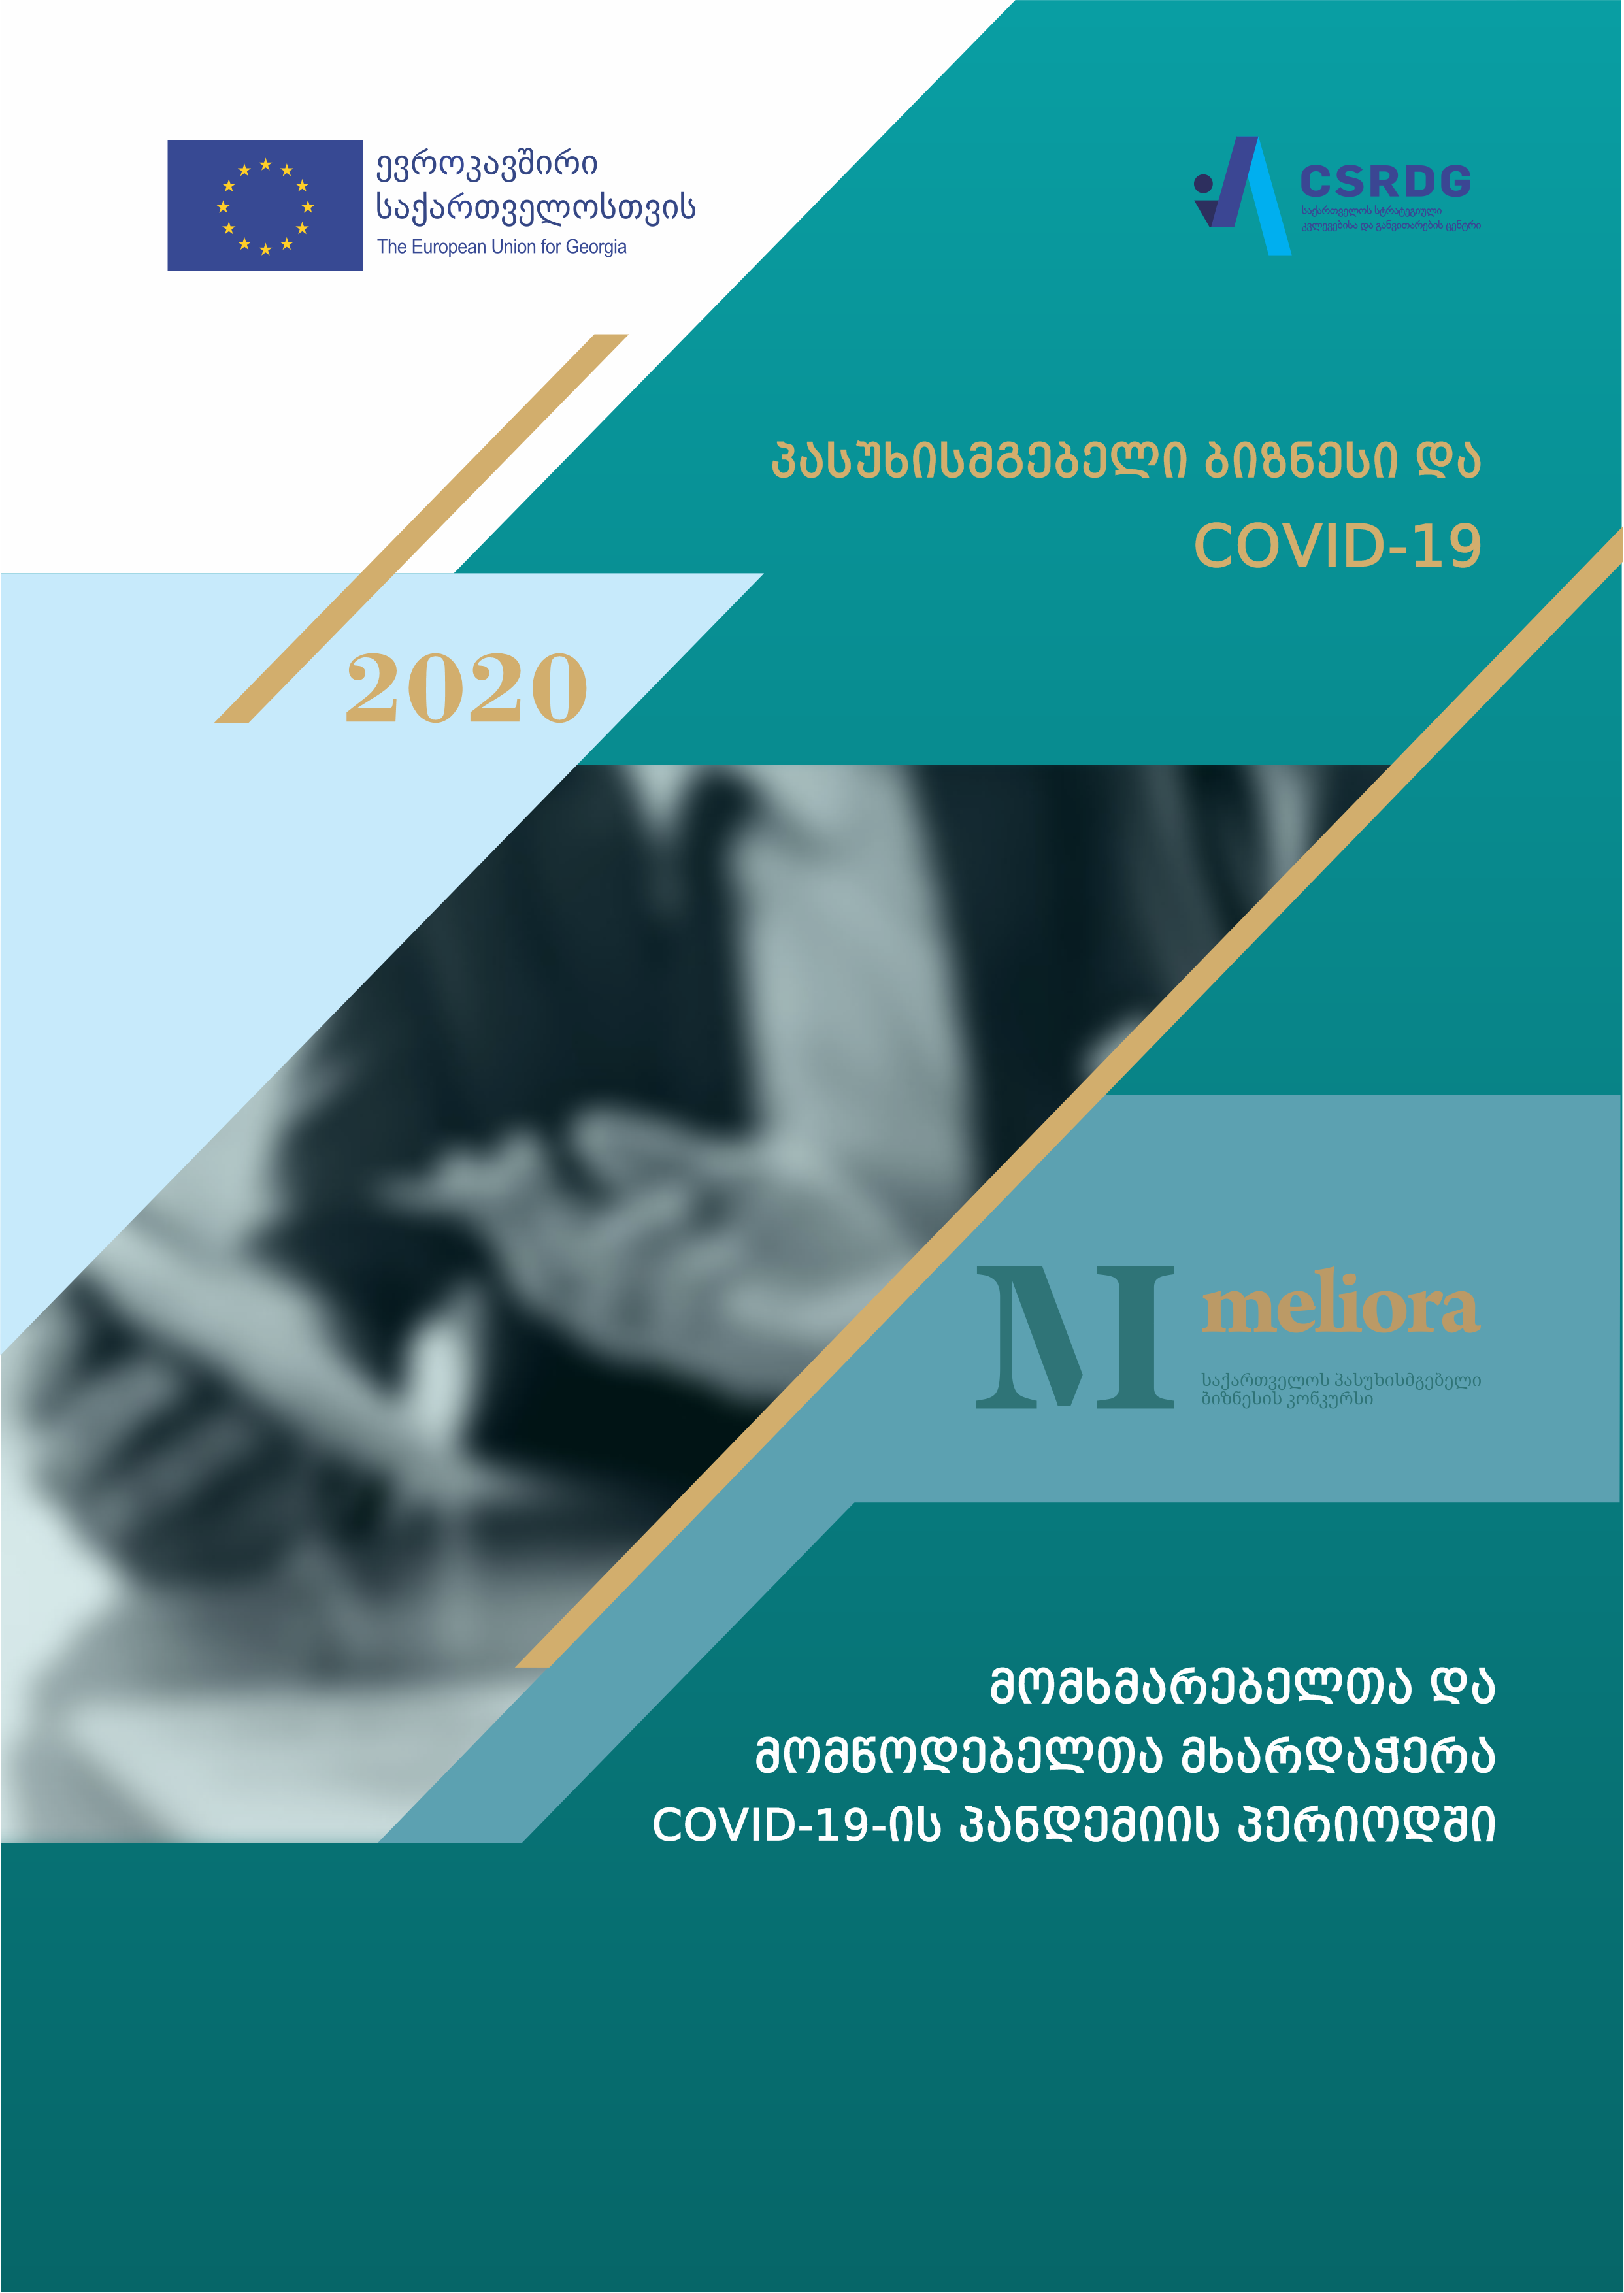 ევროკავშირი
საქართველოსთვის
The European Union for Georgia
CSRDG
საქართველოს სტრატეგიული
კვლევებისა და განვითარების ცენტრი
პასუხისმგებელი ბიზნესი და
COVID-19
2020
M meliora
საქართველოს პასუხისმგებელი
ბიზნესის კონკურსი
მომხმარებელთა და
მომწოდებელთა მხარდაჭერა
COVID-19-ის პანდემიის პერიოდში